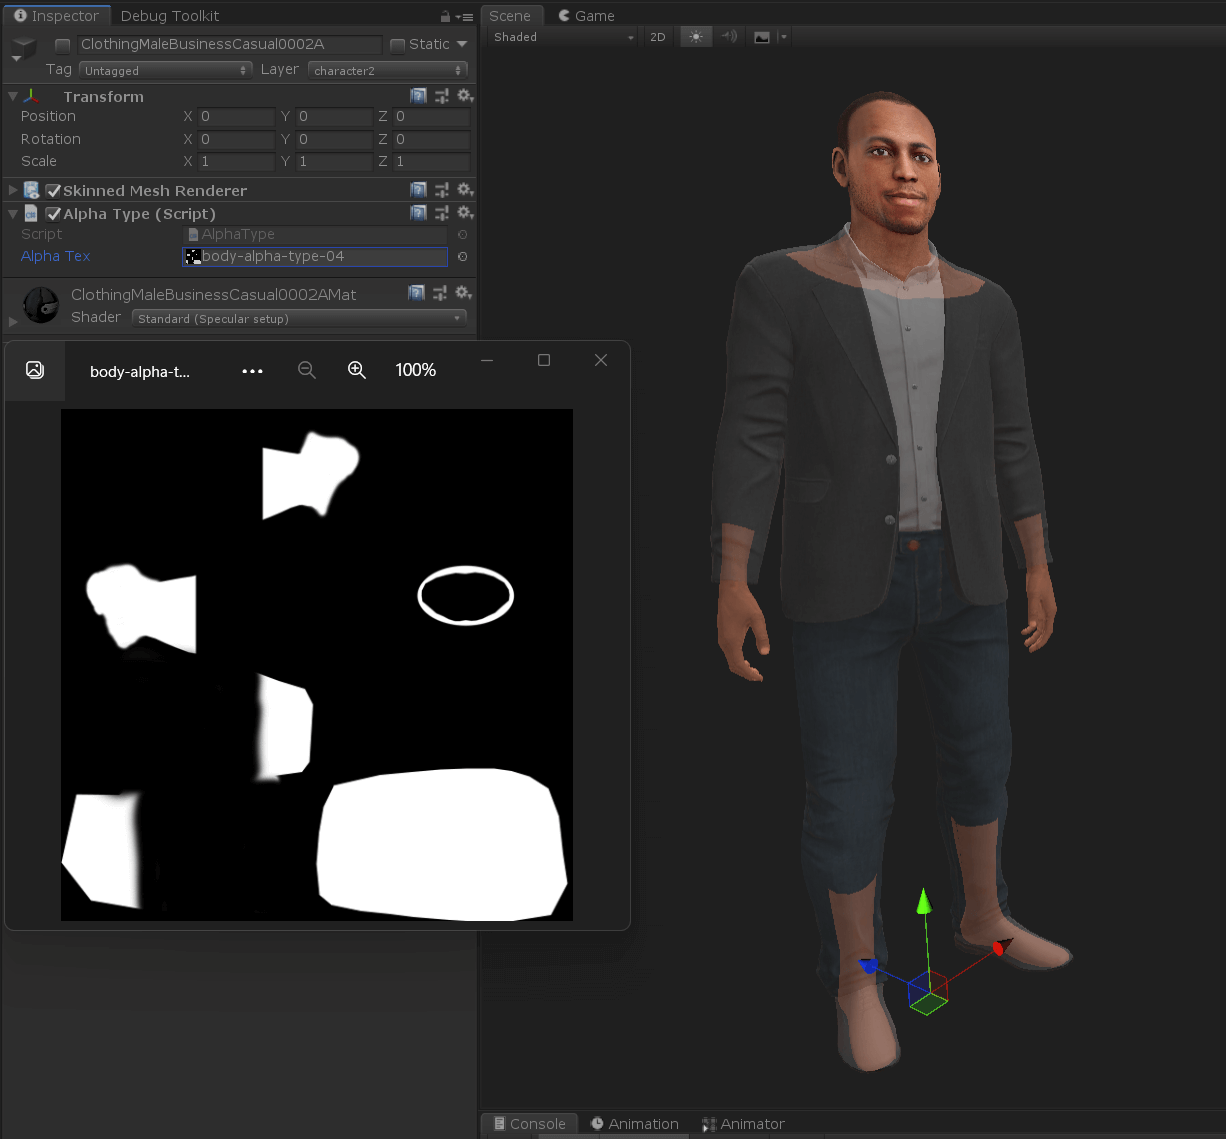 Inspector Debug Toolkit
ClothingMaleBusinessCasual0002A Static
Tag Untagged Layer character2
Transform
Position X 0 Y 0 Z 0
Rotation X 0 Y 0 Z 0
Scale X 1 Y 1 Z 1
Skinned Mesh Renderer
Alpha Type (Script)
Script AlphaType
Alpha Tex body-alpha-type-04
ClothingMaleBusinessCasual0002AMat
Shader Standard (Specular setup)
body-alpha-t... 100%
Scene Game
Shaded 2D
Console Animation Animator